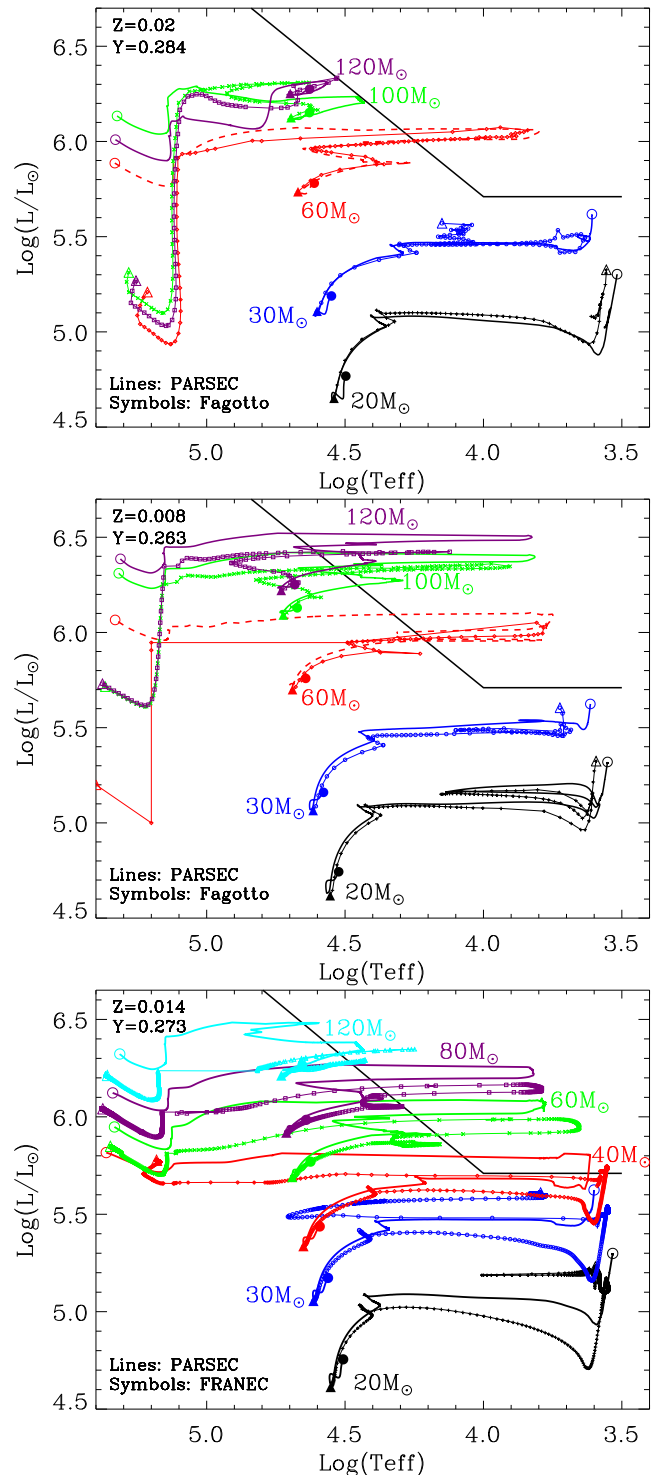 Z=0.02
Y=0.284
120M⊙
100M⊙
60M⊙
30M⊙
20M⊙
Lines: PARSEC
Symbols: Fagotto
6.5
6.0
5.5
5.0
4.5
Log(L/L⊙)
5.0 4.5 4.0 3.5
Log(Teff)
Z=0.008
Y=0.263
120M⊙
100M⊙
60M⊙
30M⊙
20M⊙
Lines: PARSEC
Symbols: Fagotto
6.5
6.0
5.5
5.0
4.5
Log(L/L⊙)
5.0 4.5 4.0 3.5
Log(Teff)
Z=0.014
Y=0.273
120M⊙
80M⊙
60M⊙
40M⊙
30M⊙
20M⊙
Lines: PARSEC
Symbols: FRANEC
6.5
6.0
5.5
5.0
4.5
Log(L/L⊙)
5.0 4.5 4.0 3.5
Log(Teff)